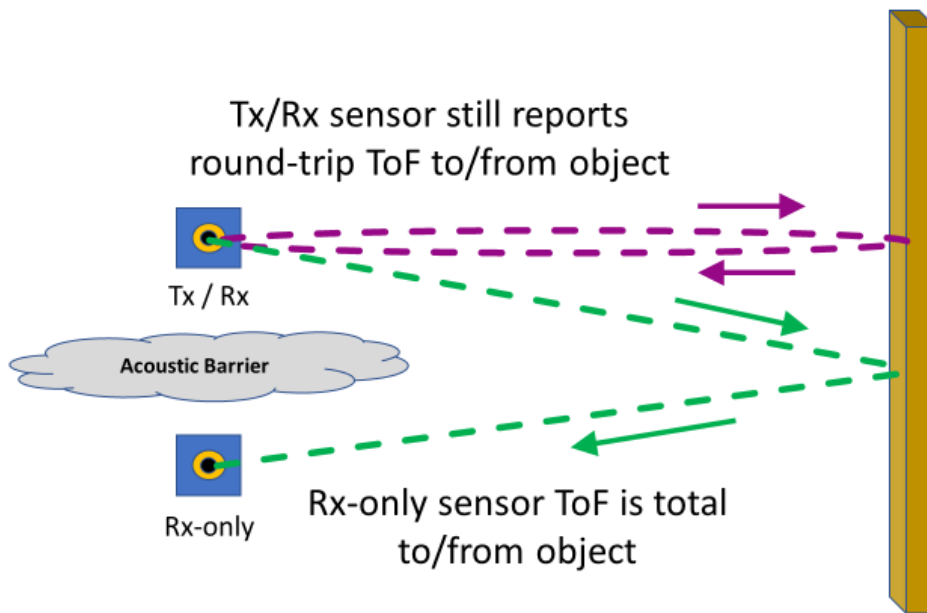 Tx/Rx sensor still reports
round-trip ToF to/from object
Tx / Rx
Acoustic Barrier
Rx-only
Rx-only sensor ToF is total
to/from object